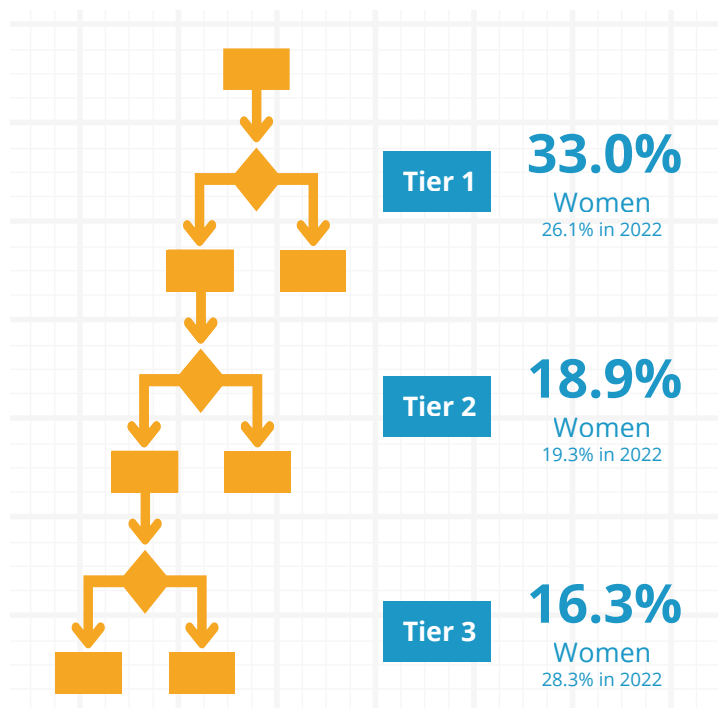 Tier 1
33.0%
Women
26.1% in 2022
Tier 2
18.9%
Women
19.3% in 2022
Tier 3
16.3%
Women
28.3% in 2022